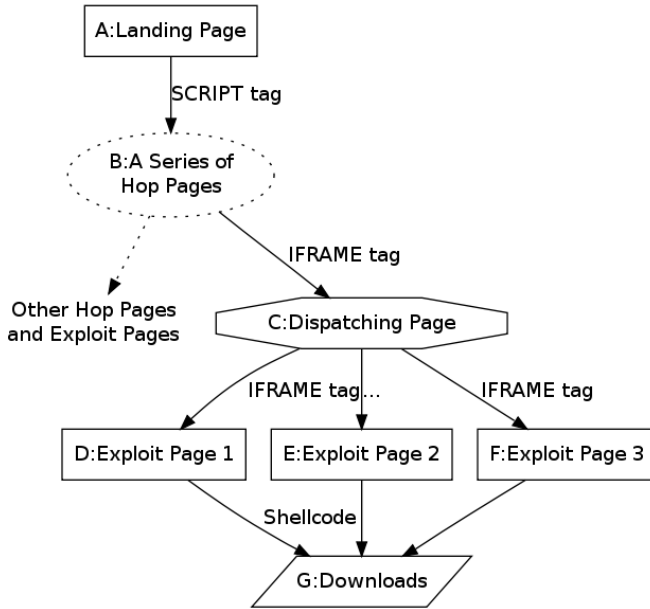 A:Landing Page
SCRIPT tag
B:A Series of
Hop Pages
IFRAME tag
Other Hop Pages
and Exploit Pages
C:Dispatching Page
IFRAME tag
...
IFRAME tag
D:Exploit Page 1
E:Exploit Page 2
F:Exploit Page 3
Shellcode
G:Downloads